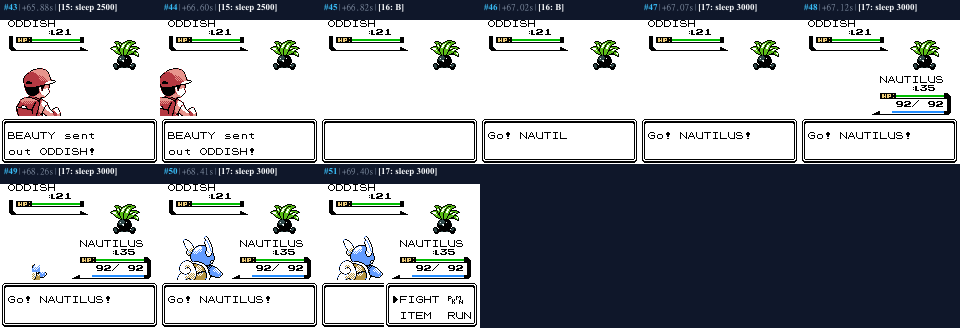 #43|+65.88s| [15: sleep 2500]
ODDISH
:L21
HP:
BEAUTY sent
out ODDISH!
#44|+66.60s| [15: sleep 2500]
ODDISH
:L21
HP:
BEAUTY sent
out ODDISH!
#45|+66.82s| [16: B]
ODDISH
:L21
HP:
#46|+67.02s| [16: B]
ODDISH
:L21
HP:
Go! NAUTIL
#47|+67.07s| [17: sleep 3000]
ODDISH
:L21
HP:
Go! NAUTILUS!
#48|+67.12s| [17: sleep 3000]
ODDISH
:L21
HP:
NAUTILUS
:L35
HP:
92/ 92
Go! NAUTILUS!
#49|+68.26s| [17: sleep 3000]
ODDISH
:L21
HP:
NAUTILUS
:L35
HP:
92/ 92
Go! NAUTILUS!
#50|+68.41s| [17: sleep 3000]
ODDISH
:L21
HP:
NAUTILUS
:L35
HP:
92/ 92
Go! NAUTILUS!
#51|+69.40s| [17: sleep 3000]
ODDISH
:L21
HP:
NAUTILUS
:L35
HP:
92/ 92
▶FIGHT PKMN
ITEM RUN